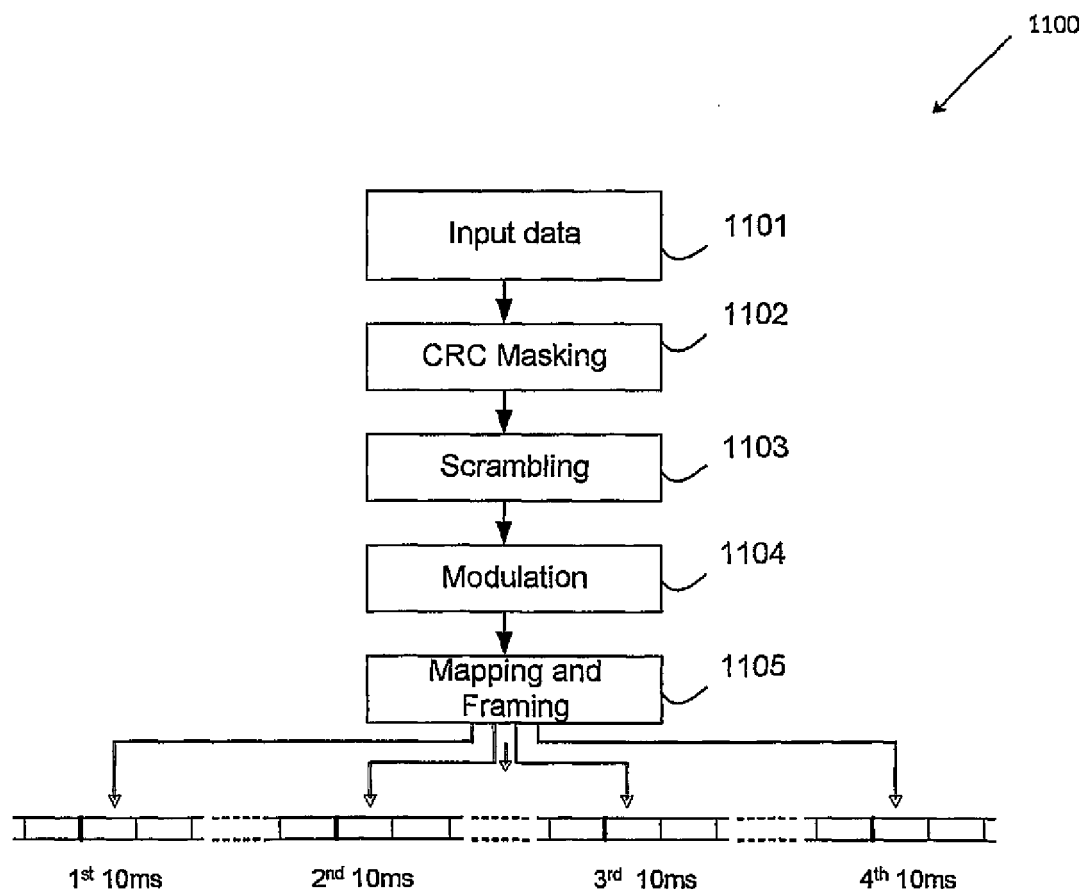 1100
Input data
1101
CRC Masking
1102
Scrambling
1103
Modulation
1104
Mapping and
Framing
1105
1st 10ms
2nd 10ms
3rd 10ms
4th 10ms